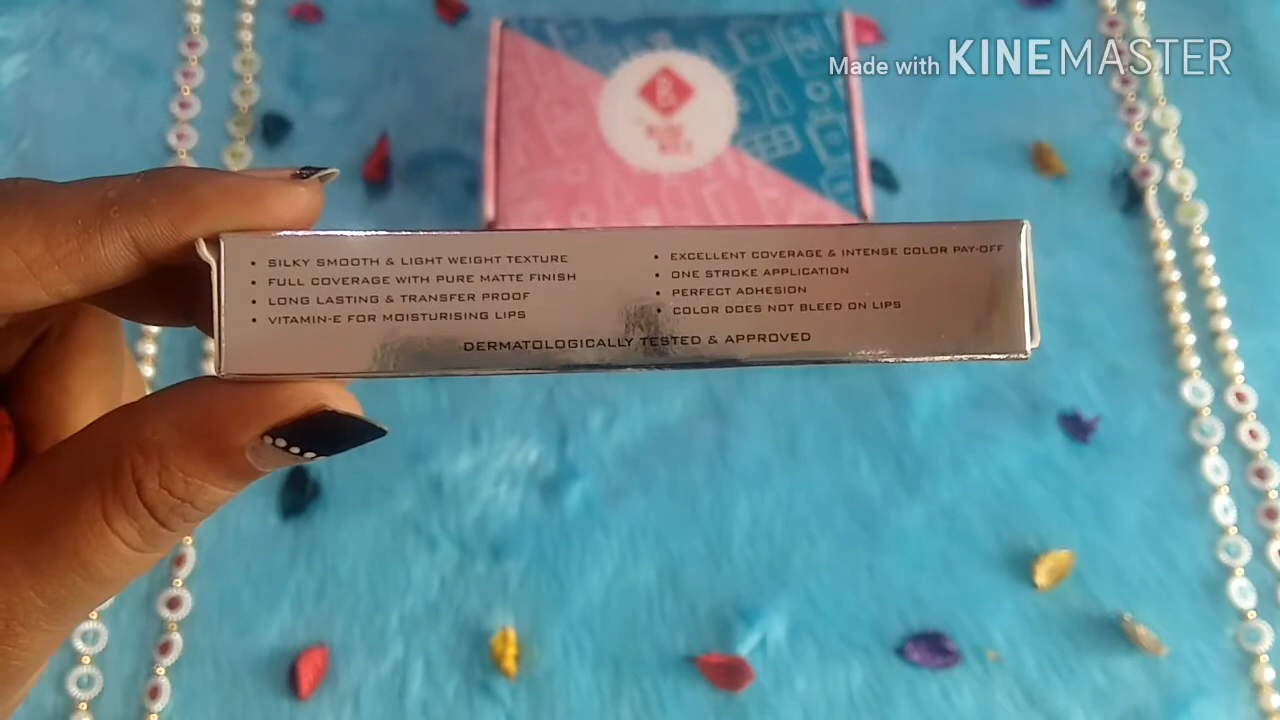 Made with KINEMASTER
• SILKY SMOOTH & LIGHT WEIGHT TEXTURE
• FULL COVERAGE WITH PURE MATTE FINISH
• LONG LASTING & TRANSFER PROOF
• VITAMIN-E FOR MOISTURISING LIPS
• EXCELLENT COVERAGE & INTENSE COLOR PAY-OFF
• ONE STROKE APPLICATION
• PERFECT ADHESION
• COLOR DOES NOT BLEED ON LIPS
DERMATOLOGICALLY TESTED & APPROVED